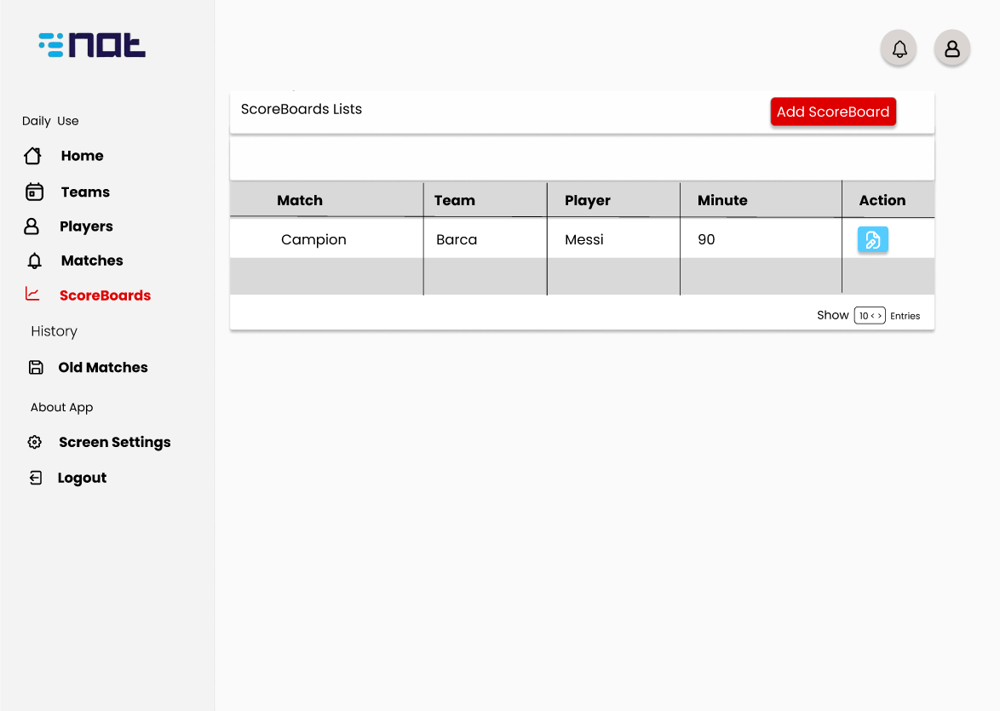 nat
Daily Use
Home
Teams
Players
Matches
ScoreBoards
History
Old Matches
About App
Screen Settings
Logout
ScoreBoards Lists
Add ScoreBoard
Match Team Player Minute Action
Campion Barca Messi 90
Show 10 < > Entries